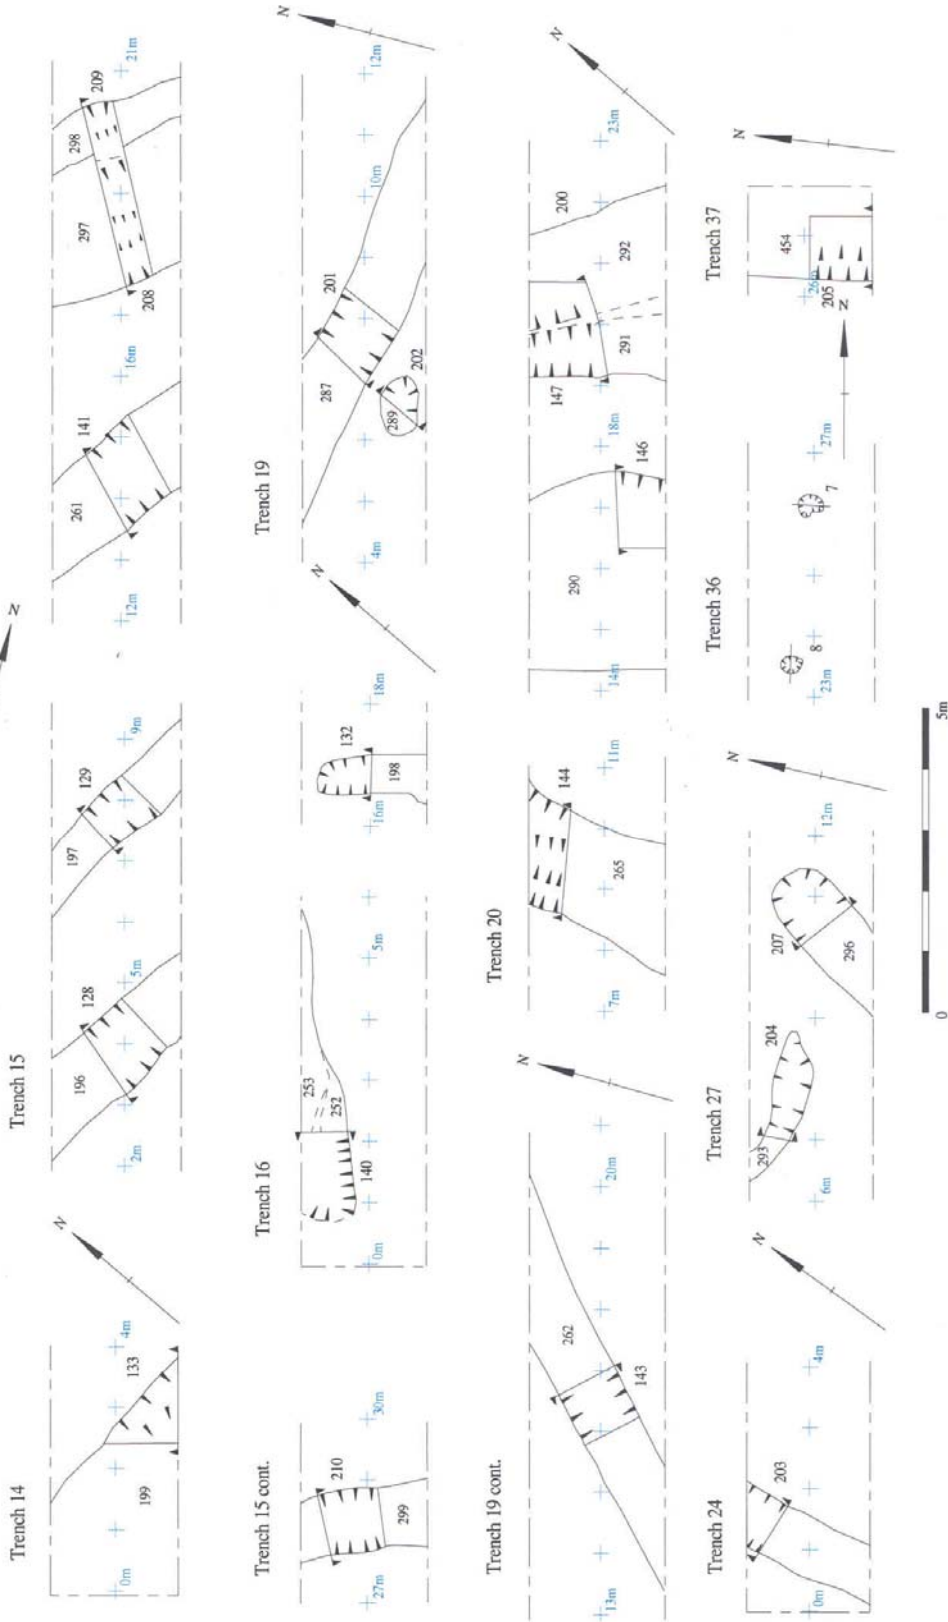 Trench 14
N
199
133
0m
4m
Trench 15
N
196
128
197
129
2m
5m
9m
261
141
297
298
208
209
12m
16m
21m
Trench 15 cont.
210
299
27m
30m
Trench 16
N
140
252
253
132
198
0m
5m
16m
18m
Trench 19
N
287
201
289
202
4m
10m
12m
Trench 19 cont.
N
262
143
13m
20m
Trench 20
N
144
265
290
146
147
291
292
200
7m
11m
14m
18m
23m
Trench 24
N
203
0m
4m
Trench 27
N
293
204
207
296
6m
12m
Trench 36
N
8
7
23m
27m
Trench 37
N
454
205
26m
0
5m